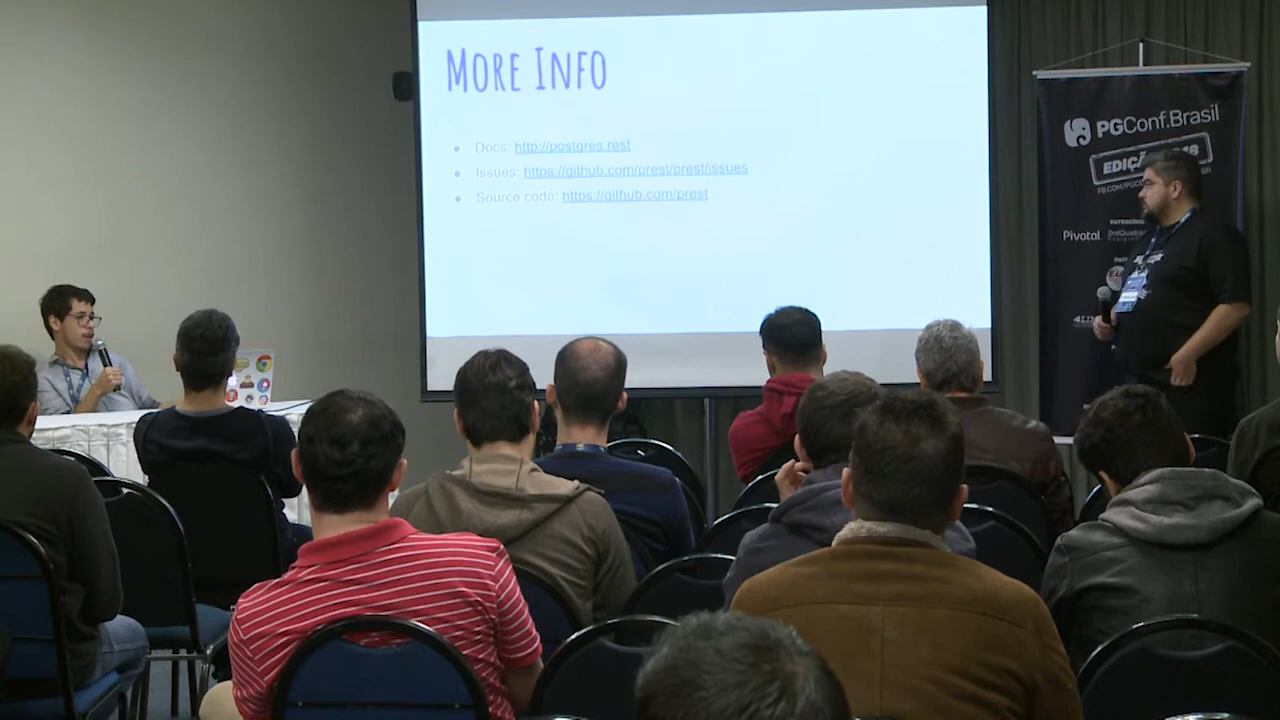 More Info
Docs: http://postgres.rest
Issues: https://github.com/prest/prest/issues
Source code: https://github.com/prest
PGConf.Brasil
Pivotal